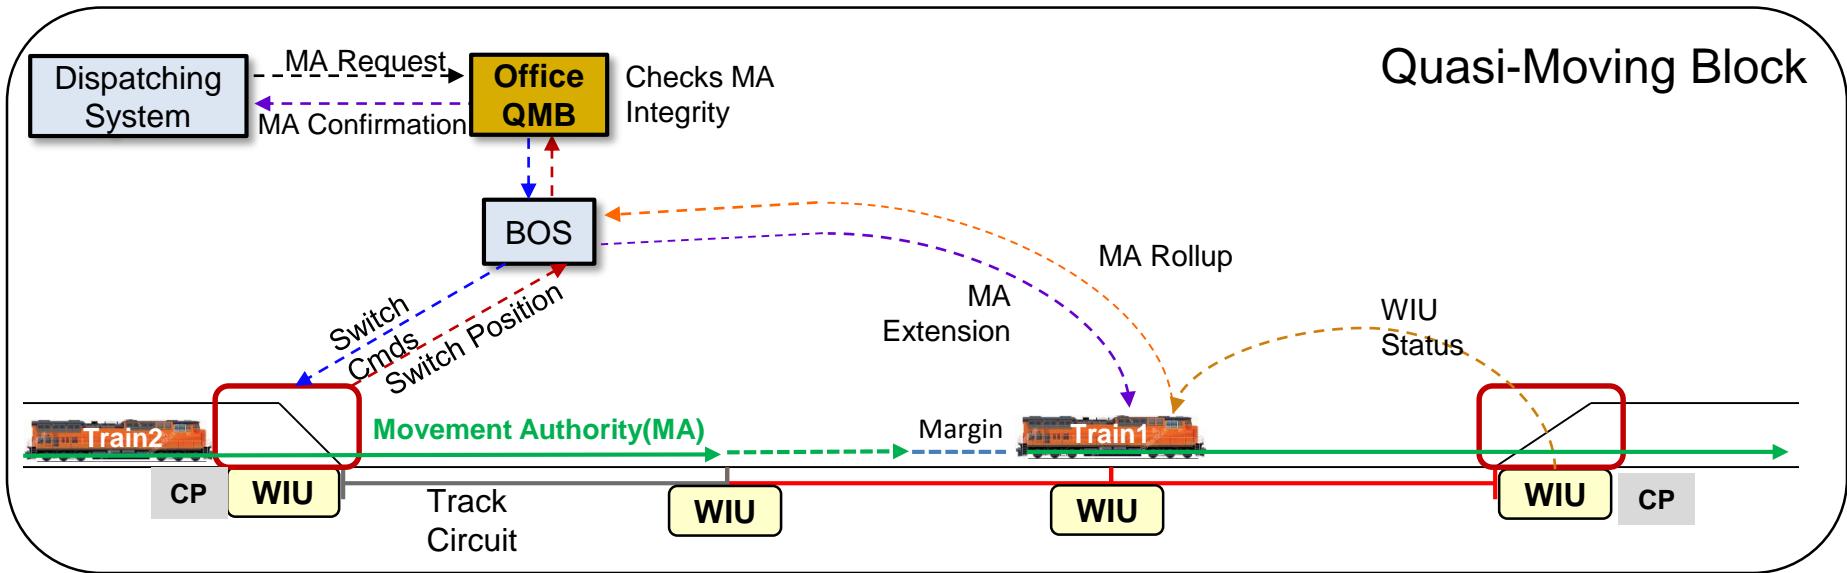 Quasi-Moving Block
Dispatching
System
MA Request
MA Confirmation
Office
QMB
Checks MA
Integrity
BOS
MA Rollup
MA
Extension
WIU
Status
Switch
Cmds
Switch Position
Train2
Movement Authority(MA)
Margin
Train1
CP
WIU
Track
Circuit
WIU
WIU
WIU
CP